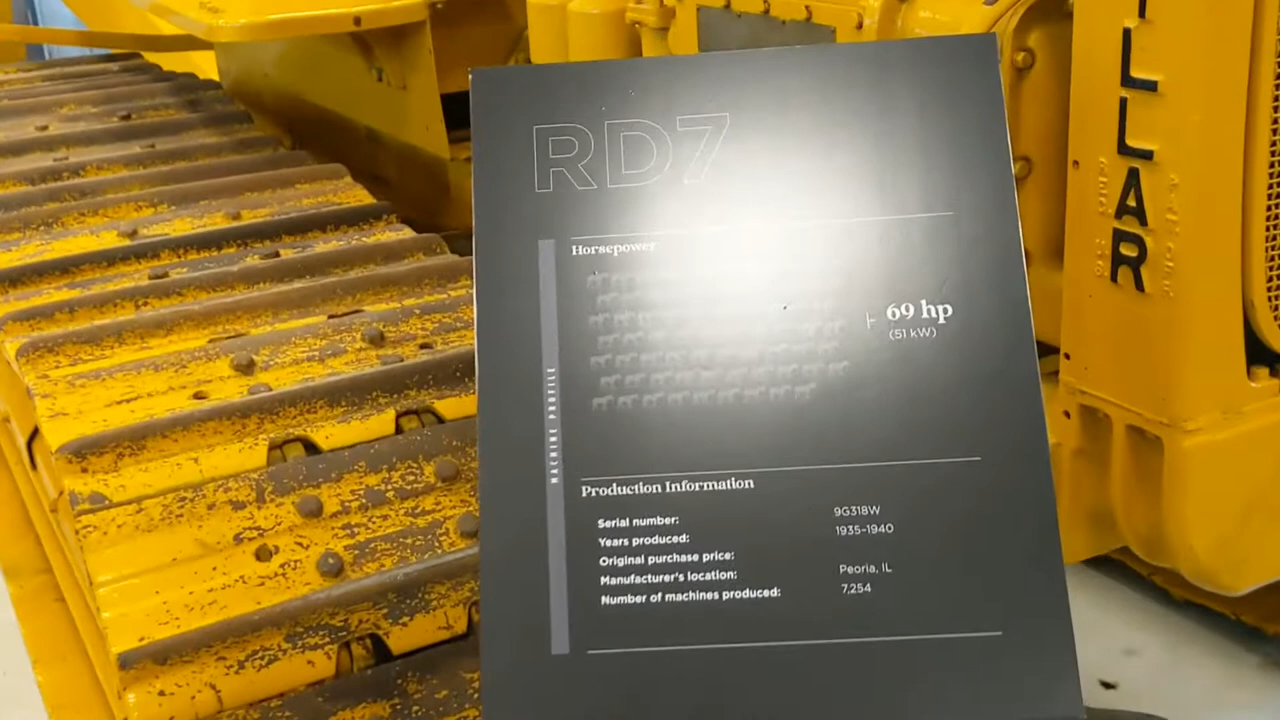 RD7
Horsepower
69 hp
(51 kW)
MACHINE PROFILE
Production Information
Serial number: 9G318W
Years produced: 1935-1940
Original purchase price:
Manufacturer's location: Peoria, IL
Number of machines produced: 7,254
LLAR